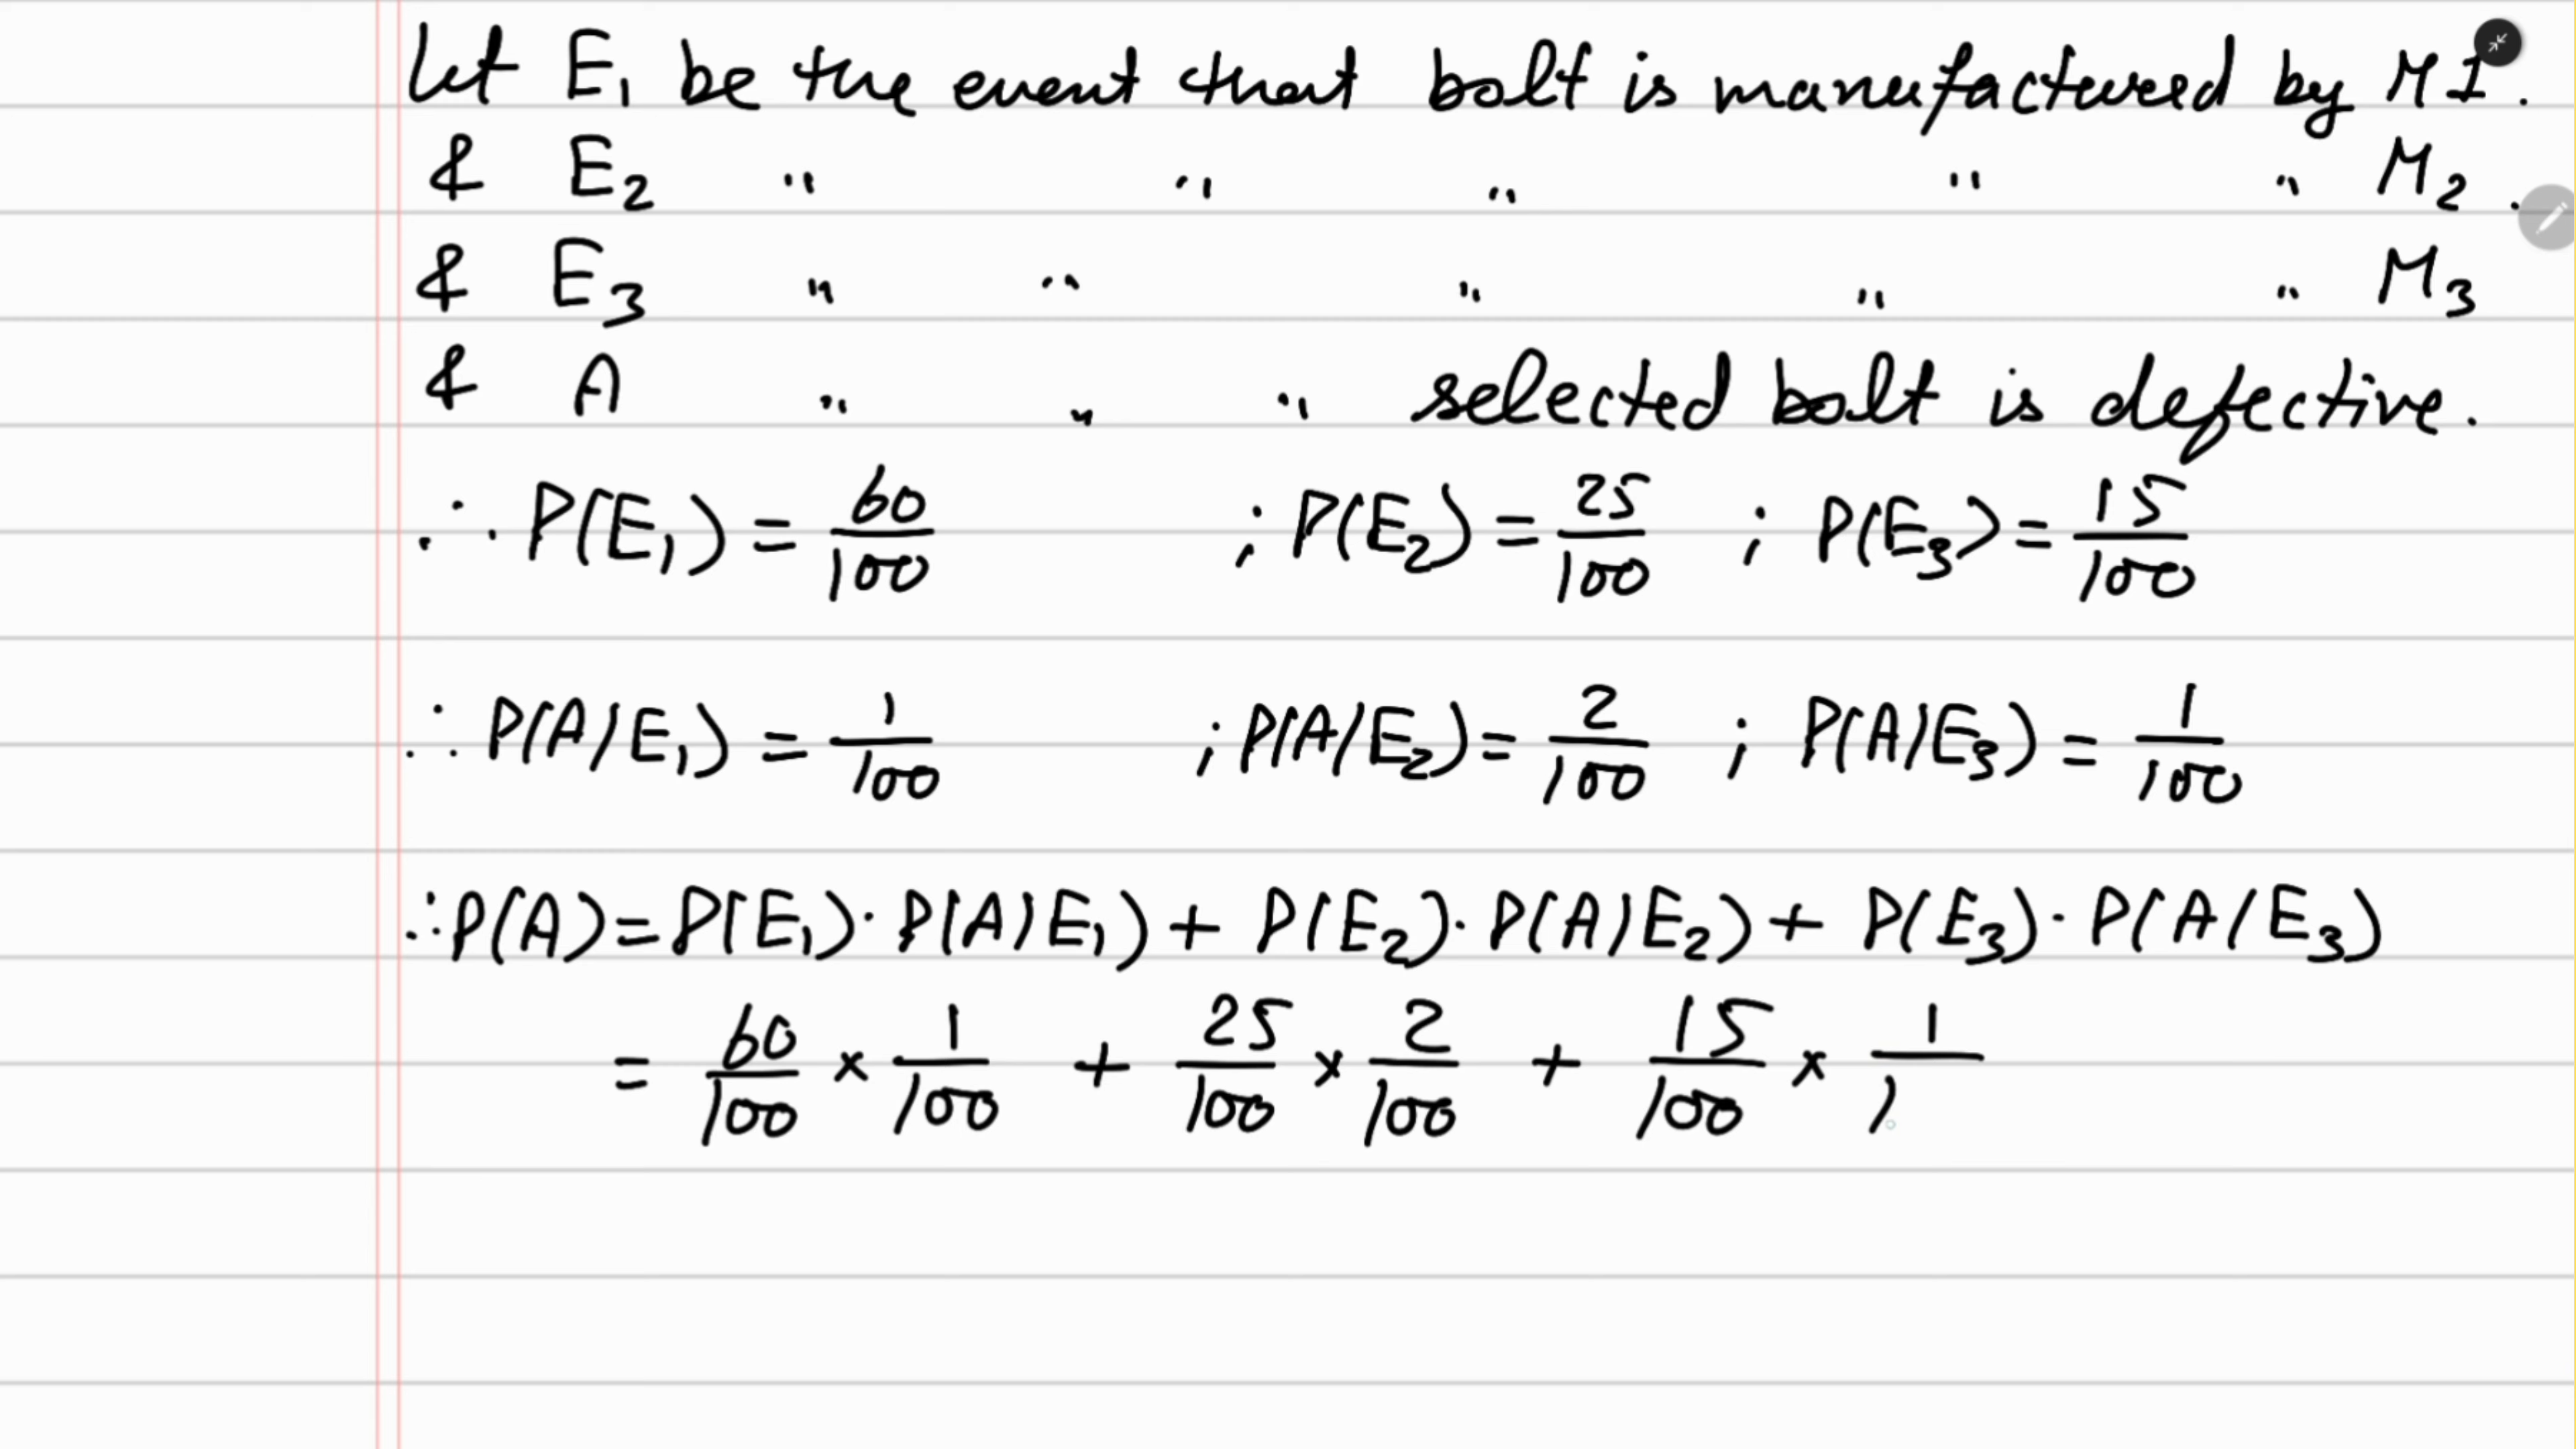 Let E₁ be the event that bolt is manufactured by M1.
& E₂ " " " " " M₂.
& E₃ " " " " " M₃
& A " " " selected bolt is defective.
∴ P(E₁) = 60/100 ; P(E₂) = 25/100 ; P(E₃) = 15/100
∴ P(A/E₁) = 1/100 ; P(A/E₂) = 2/100 ; P(A/E₃) = 1/100
∴ P(A) = P(E₁)·P(A/E₁) + P(E₂)·P(A/E₂) + P(E₃)·P(A/E₃)
= 60/100 × 1/100 + 25/100 × 2/100 + 15/100 × 1/1